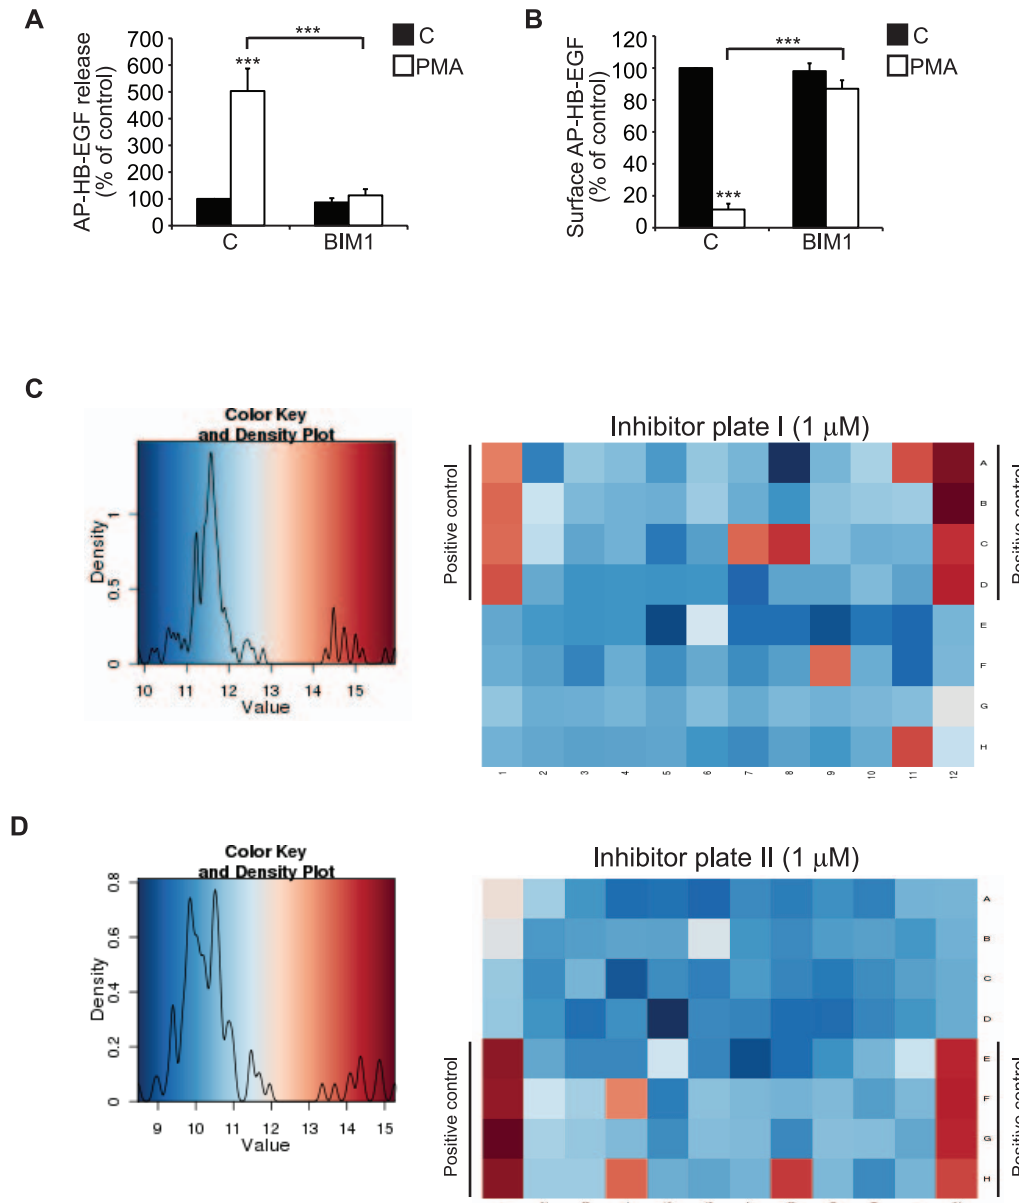 A
700
600
500
400
300
200
100
0
AP-HB-EGF release
(% of control)
***
***
C
BIM1
C
PMA
B
120
100
80
60
40
20
0
Surface AP-HB-EGF
(% of control)
***
***
C
BIM1
C
PMA
C
Color Key
and Density Plot
Density
0 0.5 1
10 11 12 13 14 15
Value
Inhibitor plate I (1 μM)
Positive control
Positive control
A
B
C
D
E
F
G
H
1 2 3 4 5 6 7 8 9 10 11 12
D
Color Key
and Density Plot
Density
0 0.2 0.4 0.6 0.8
9 10 11 12 13 14 15
Value
Inhibitor plate II (1 μM)
A
B
C
D
E
F
G
H
Positive control
Positive control